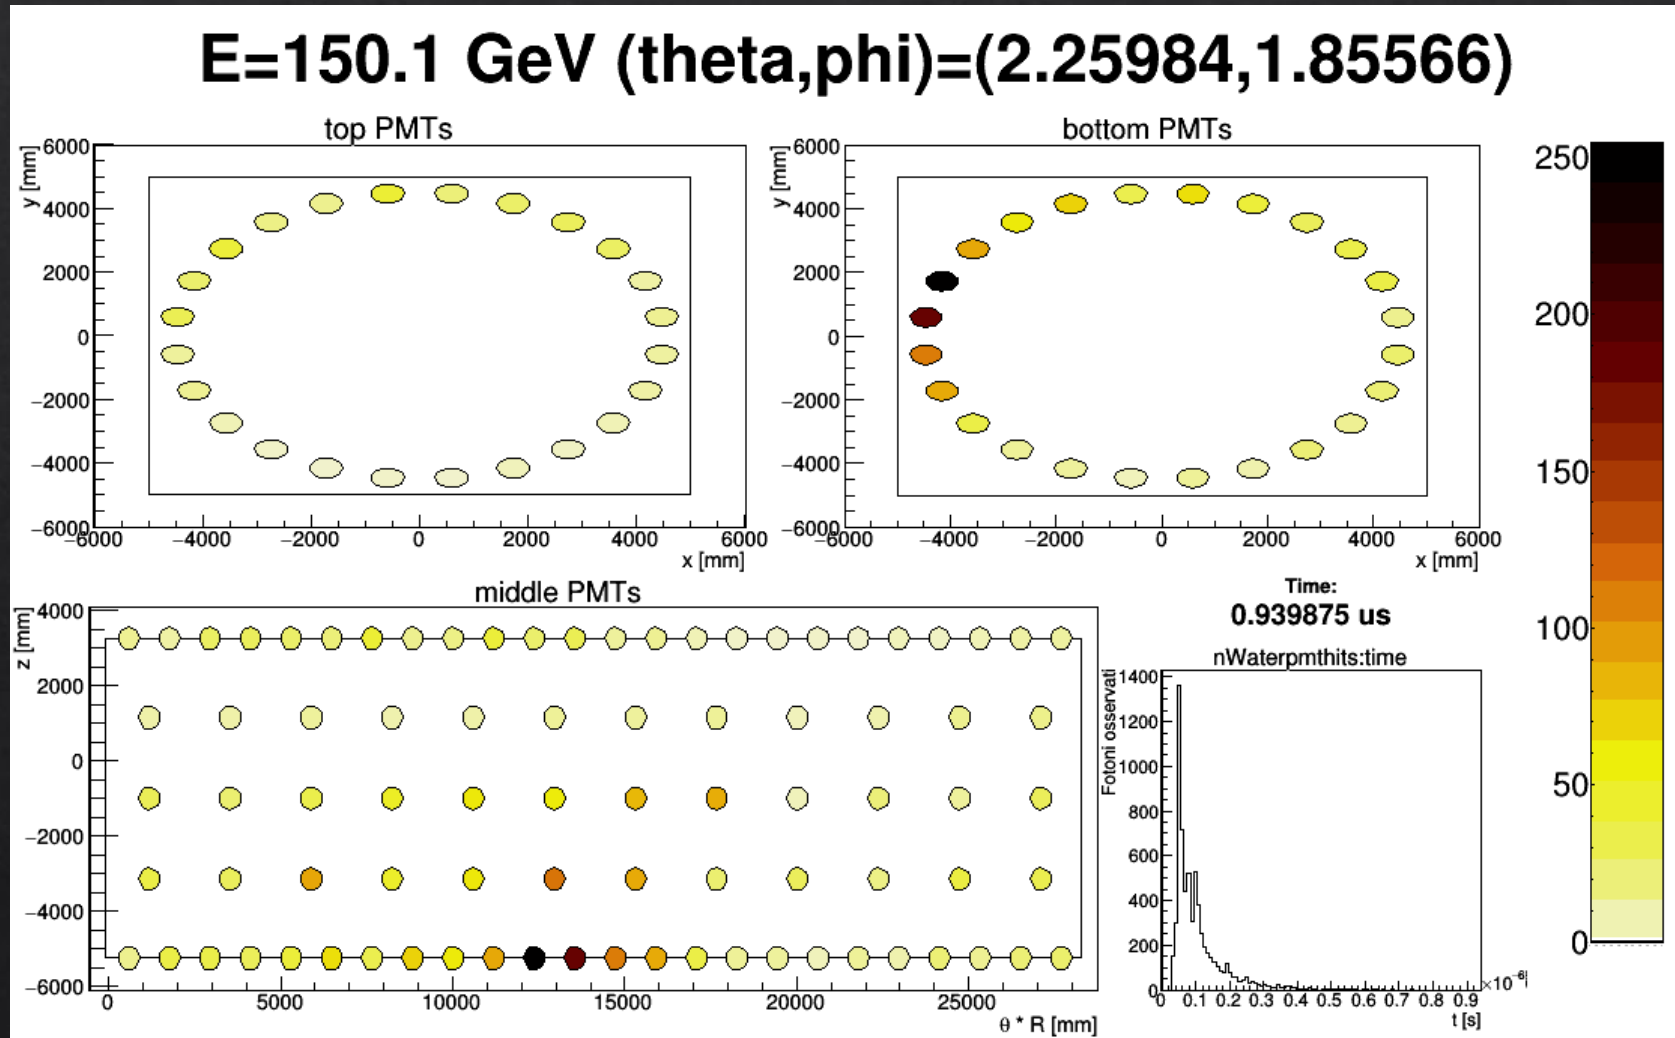 E=150.1 GeV (theta,phi)=(2.25984,1.85566)
top PMTs
y [mm]
6000
4000
2000
0
−2000
−4000
−6000
−6000 −4000 −2000 0 2000 4000 6000
x [mm]
bottom PMTs
y [mm]
6000
4000
2000
0
−2000
−4000
−6000
−6000 −4000 −2000 0 2000 4000 6000
x [mm]
250
200
150
100
50
0
middle PMTs
z [mm]
4000
2000
0
−2000
−4000
−6000
0 5000 10000 15000 20000 25000
θ * R [mm]
Time:
0.939875 us
nWaterpmthits:time
Fotoni osservati
1400
1200
1000
800
600
400
200
0
0 0.1 0.2 0.3 0.4 0.5 0.6 0.7 0.8 0.9
×10⁻⁶
t [s]